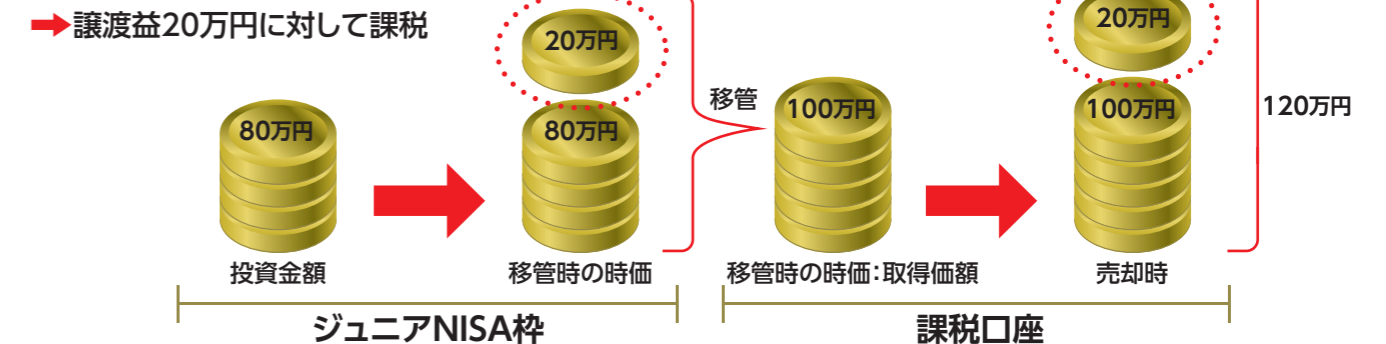 ➡譲渡益20万円に対して課税
20万円
20万円
80万円
80万円
移管
100万円
100万円
120万円
投資金額
移管時の時価
移管時の時価：取得価額
売却時
ジュニアNISA枠
課税口座